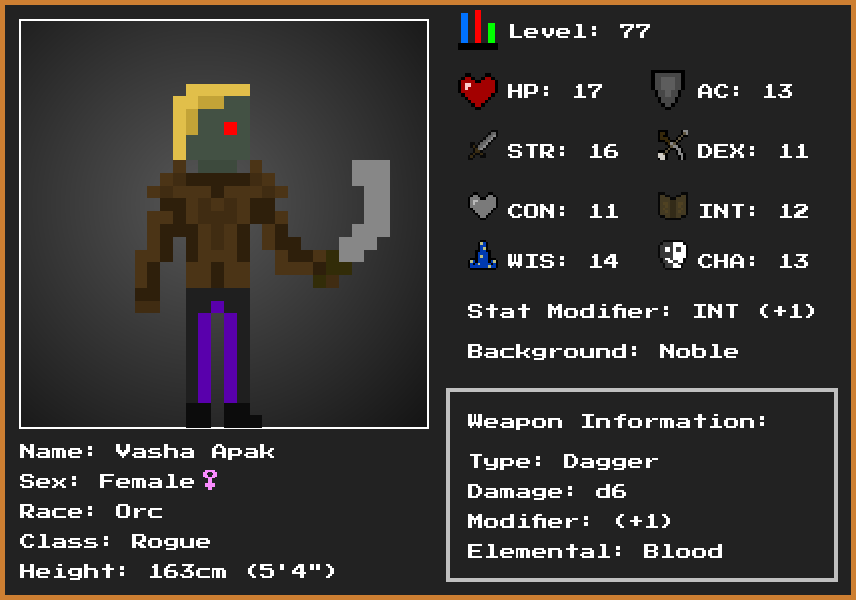 Level: 77
HP: 17 AC: 13
STR: 16 DEX: 11
CON: 11 INT: 12
WIS: 14 CHA: 13
Stat Modifier: INT (+1)
Background: Noble
Weapon Information:
Type: Dagger
Damage: d6
Modifier: (+1)
Elemental: Blood
Name: Vasha Apak
Sex: Female♀
Race: Orc
Class: Rogue
Height: 163cm (5'4")